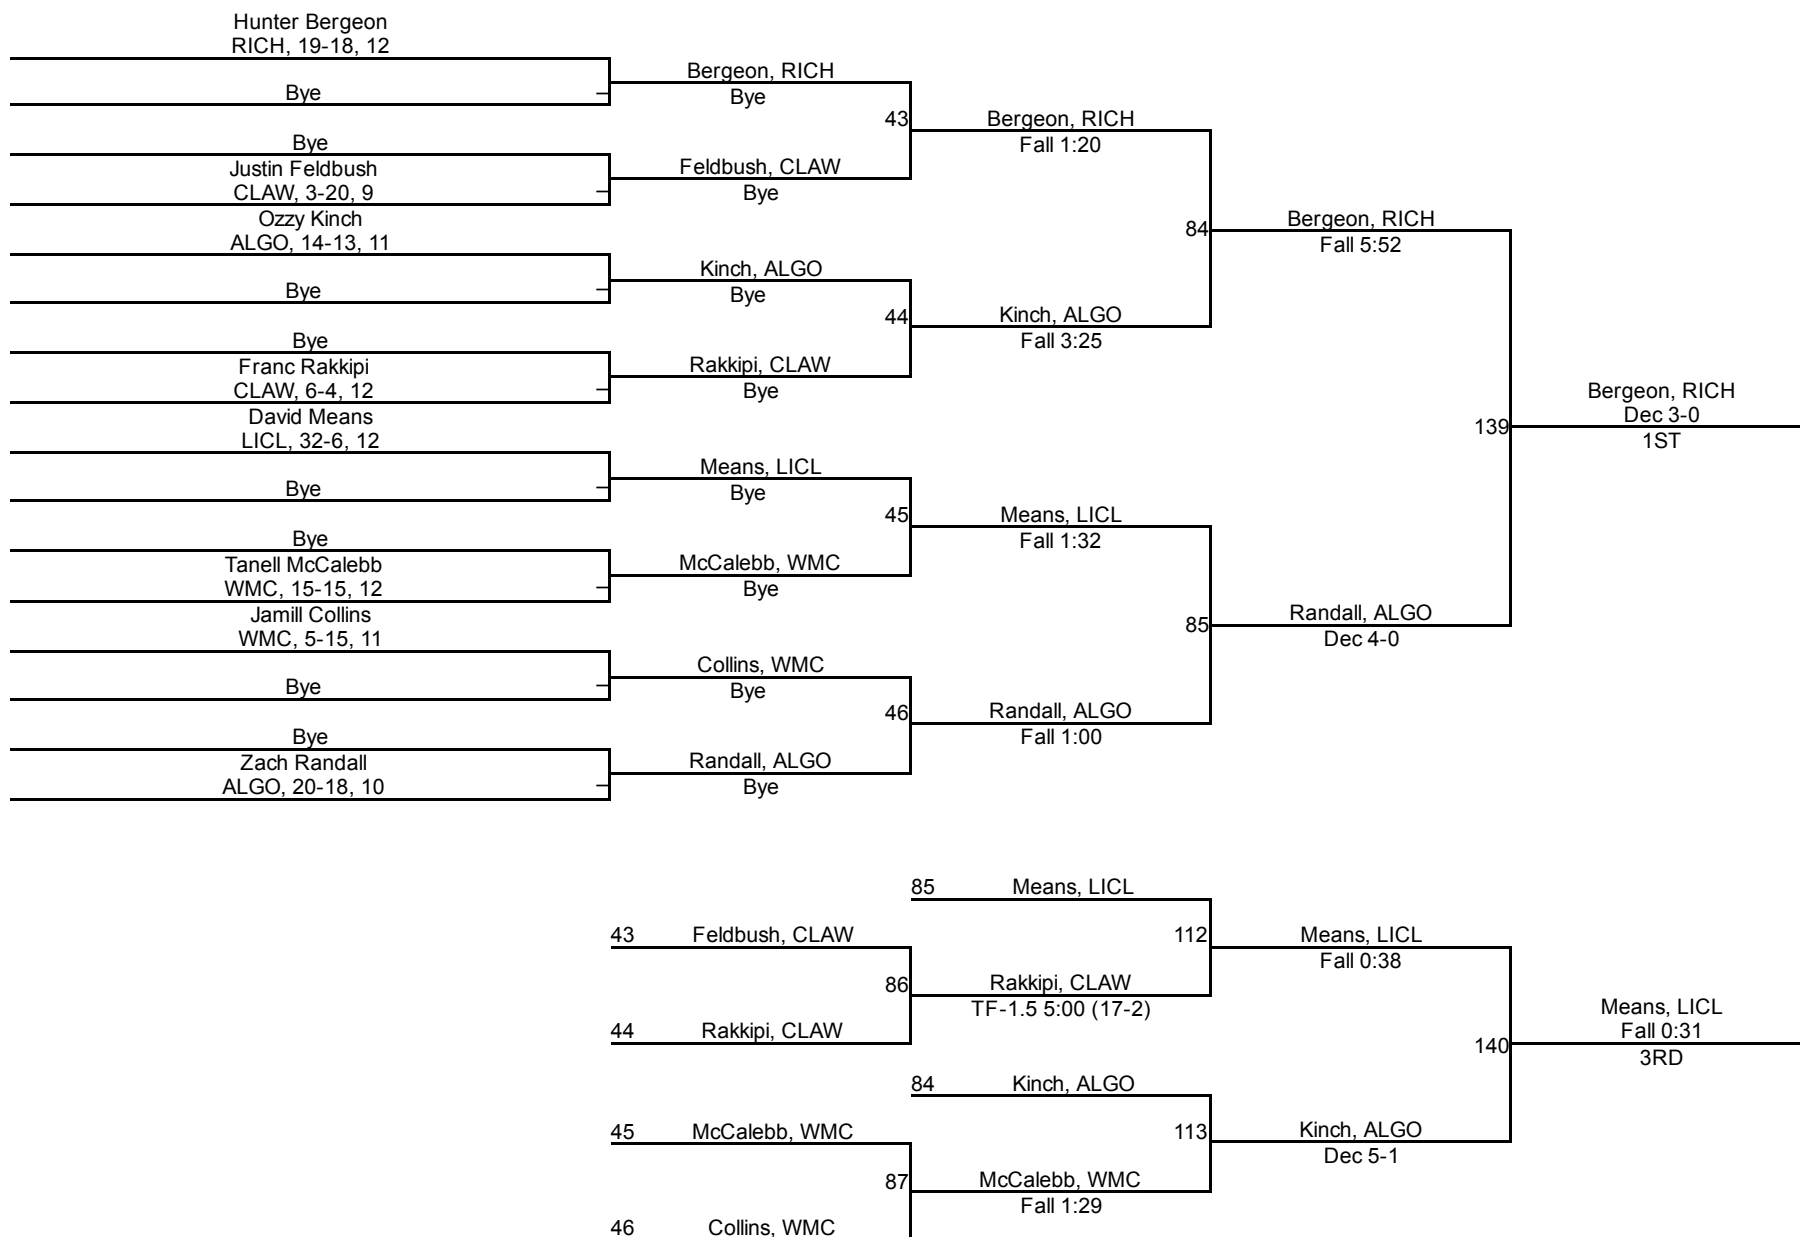 Hunter Bergeon
RICH, 19-18, 12
Bye
Bye
Justin Feldbush
CLAW, 3-20, 9
Ozzy Kinch
ALGO, 14-13, 11
Bye
Bye
Franc Rakkipi
CLAW, 6-4, 12
David Means
LICL, 32-6, 12
Bye
Bye
Tanell McCalebb
WMC, 15-15, 12
Jamill Collins
WMC, 5-15, 11
Bye
Bye
Zach Randall
ALGO, 20-18, 10
Bergeon, RICH
Bye
43
Feldbush, CLAW
Bye
Kinch, ALGO
Bye
44
Rakkipi, CLAW
Bye
Means, LICL
Bye
45
McCalebb, WMC
Bye
Collins, WMC
Bye
46
Randall, ALGO
Bye
Bergeon, RICH
Fall 1:20
84
Kinch, ALGO
Fall 3:25
Means, LICL
Fall 1:32
85
Randall, ALGO
Fall 1:00
Bergeon, RICH
Fall 5:52
139
Randall, ALGO
Dec 4-0
Bergeon, RICH
Dec 3-0
1ST
85 Means, LICL
43 Feldbush, CLAW
86
44 Rakkipi, CLAW
Rakkipi, CLAW
TF-1.5 5:00 (17-2)
112
Means, LICL
Fall 0:38
84 Kinch, ALGO
45 McCalebb, WMC
87
46 Collins, WMC
McCalebb, WMC
Fall 1:29
113
Kinch, ALGO
Dec 5-1
140
Means, LICL
Fall 0:31
3RD